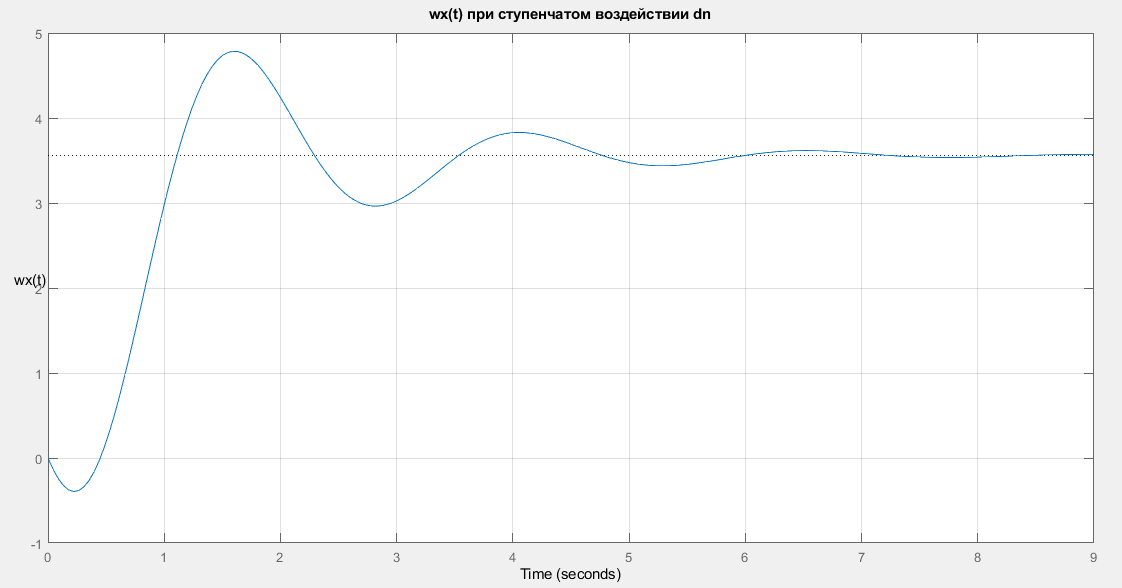 wx(t) при ступенчатом воздействии dn
5
4
3
wx(t)
2
1
0
-1
0 1 2 3 4 5 6 7 8 9
Time (seconds)